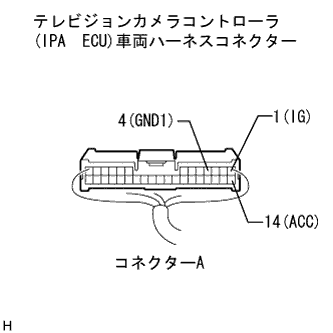 テレビジョンカメラコントローラ
(IPA ECU)車両ハーネスコネクター
4(GND1)
1(IG)
14(ACC)
コネクターA
H